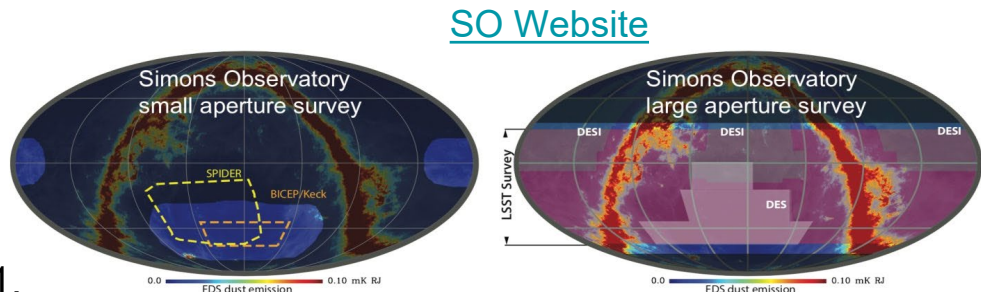 SO Website
Simons Observatory
small aperture survey
SPIDER
BICEP/Keck
0.0
0.10 mK RJ
FDS dust emission
Simons Observatory
large aperture survey
DESI
DESI
DESI
LSST Survey
DES
0.0
0.10 mK RJ
FDS dust emission